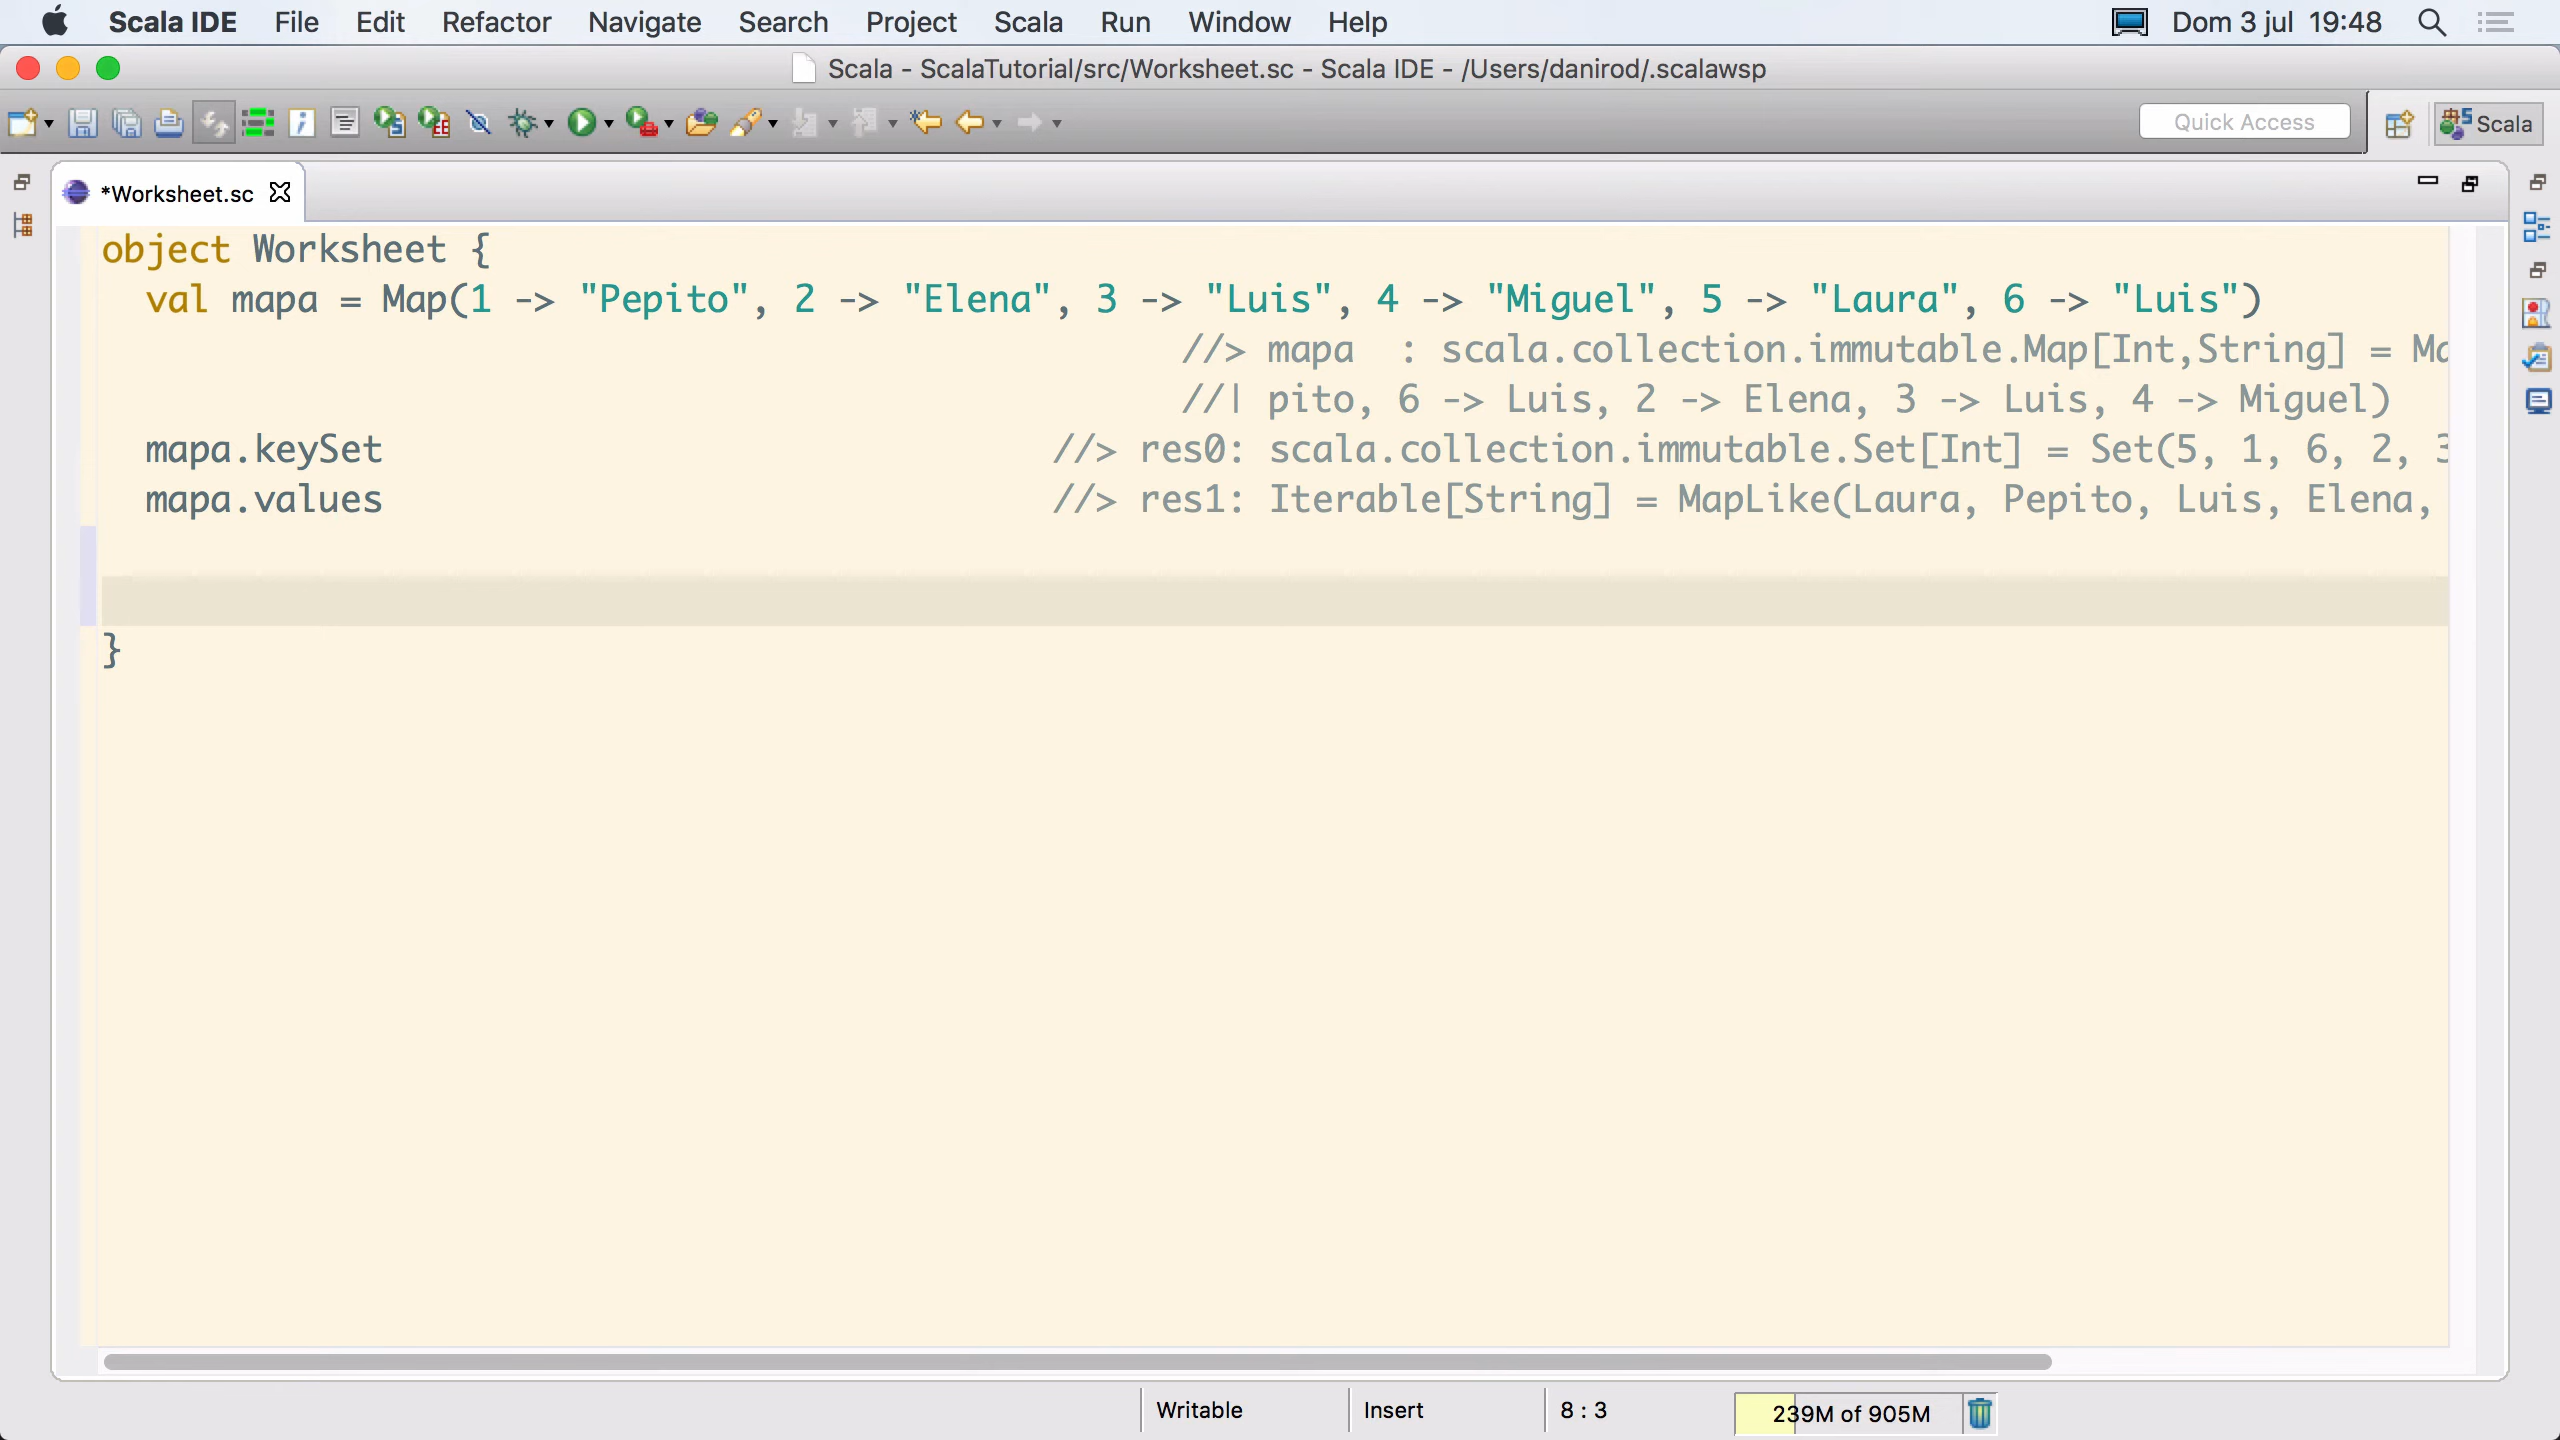 Scala IDE File Edit Refactor Navigate Search Project Scala Run Window Help Dom 3 jul 19:48
Scala - ScalaTutorial/src/Worksheet.sc - Scala IDE - /Users/danirod/.scalawsp
Quick Access Scala
*Worksheet.sc
object Worksheet {
val mapa = Map(1 -> "Pepito", 2 -> "Elena", 3 -> "Luis", 4 -> "Miguel", 5 -> "Laura", 6 -> "Luis")
//> mapa : scala.collection.immutable.Map[Int,String] = Ma
//| pito, 6 -> Luis, 2 -> Elena, 3 -> Luis, 4 -> Miguel)
mapa.keySet //> res0: scala.collection.immutable.Set[Int] = Set(5, 1, 6, 2, 3
mapa.values //> res1: Iterable[String] = MapLike(Laura, Pepito, Luis, Elena,
}
Writable Insert 8 : 3 239M of 905M